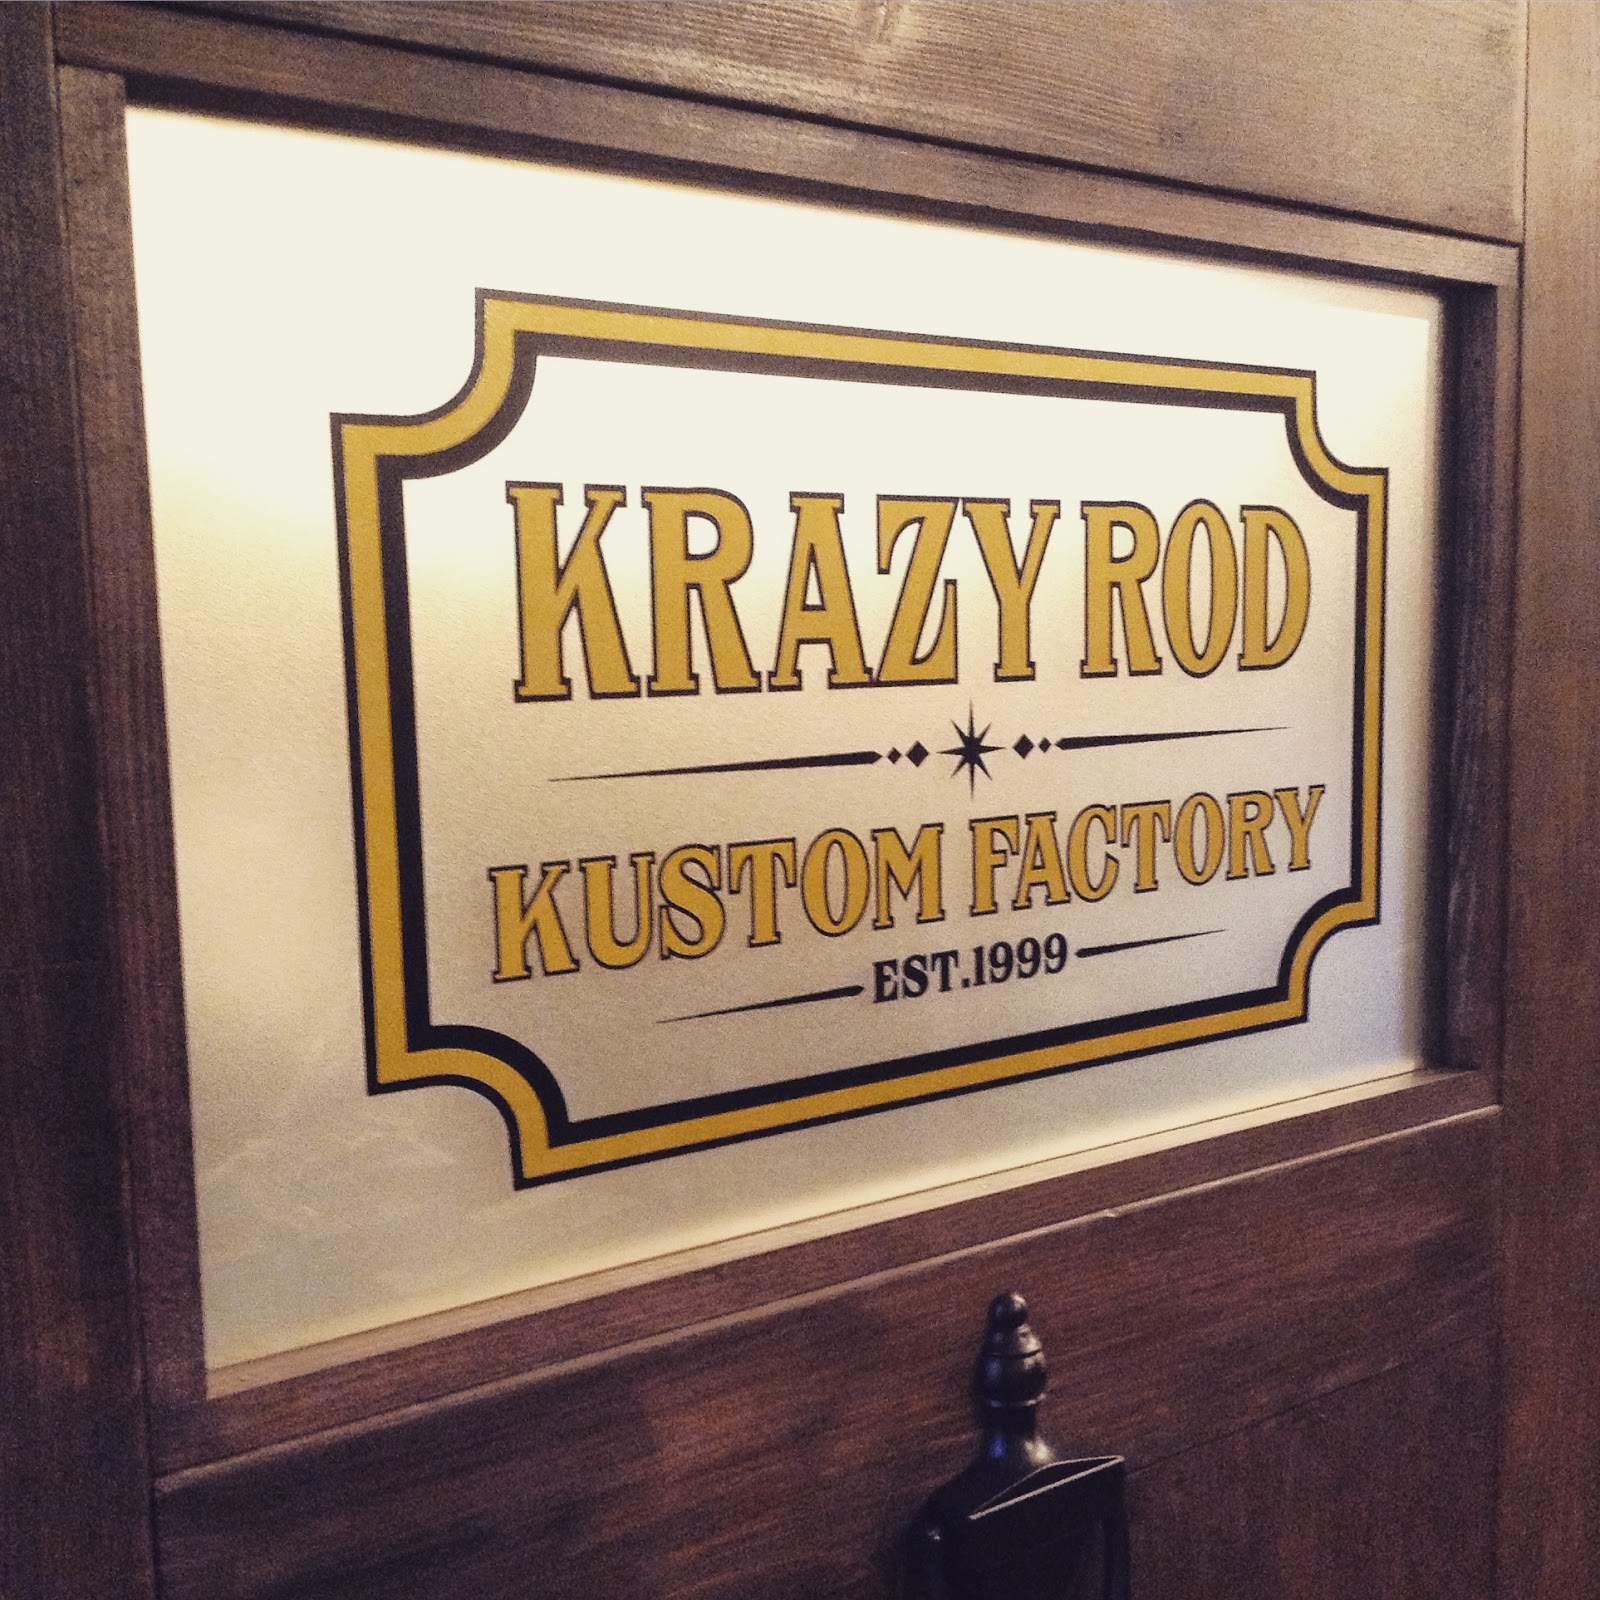 KRAZY ROD
KUSTOM FACTORY
EST.1999